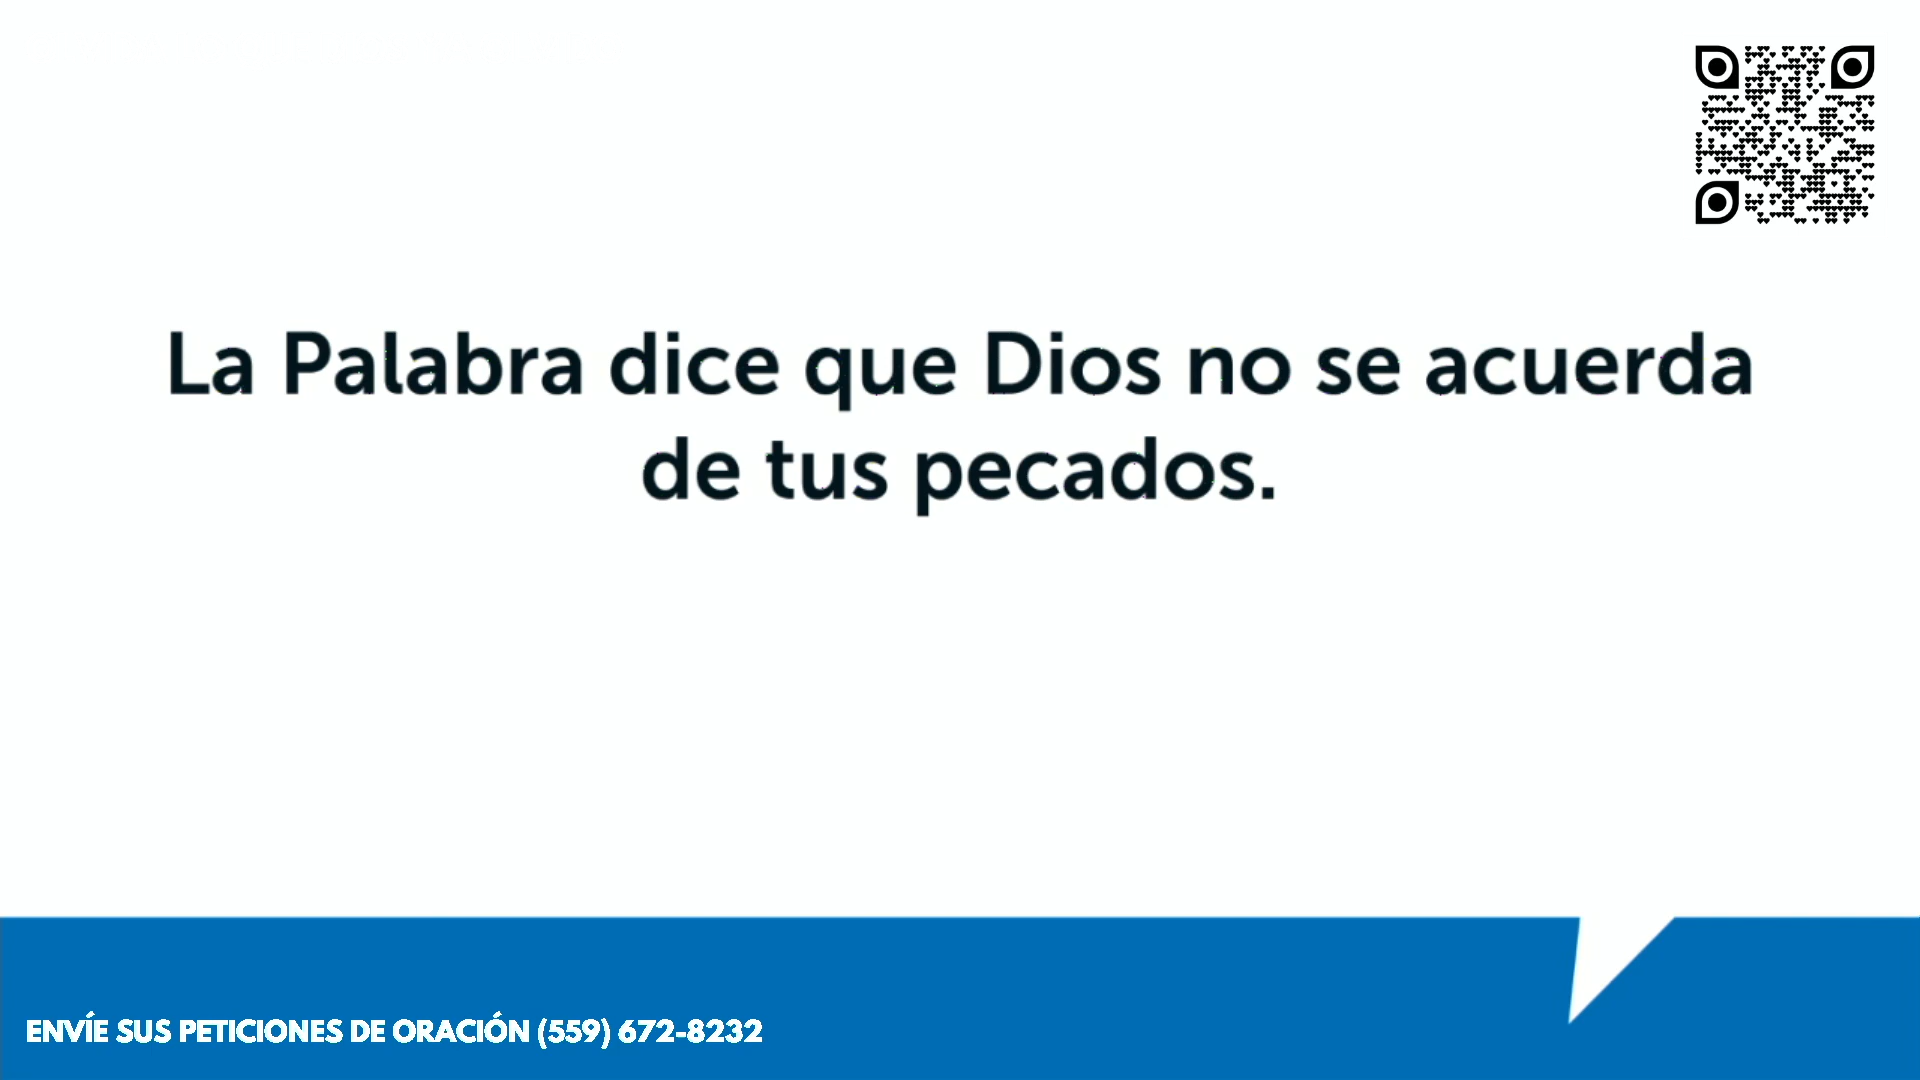 La Palabra dice que Dios no se acuerda
de tus pecados.
ENVÍE SUS PETICIONES DE ORACIÓN (559) 672-8232